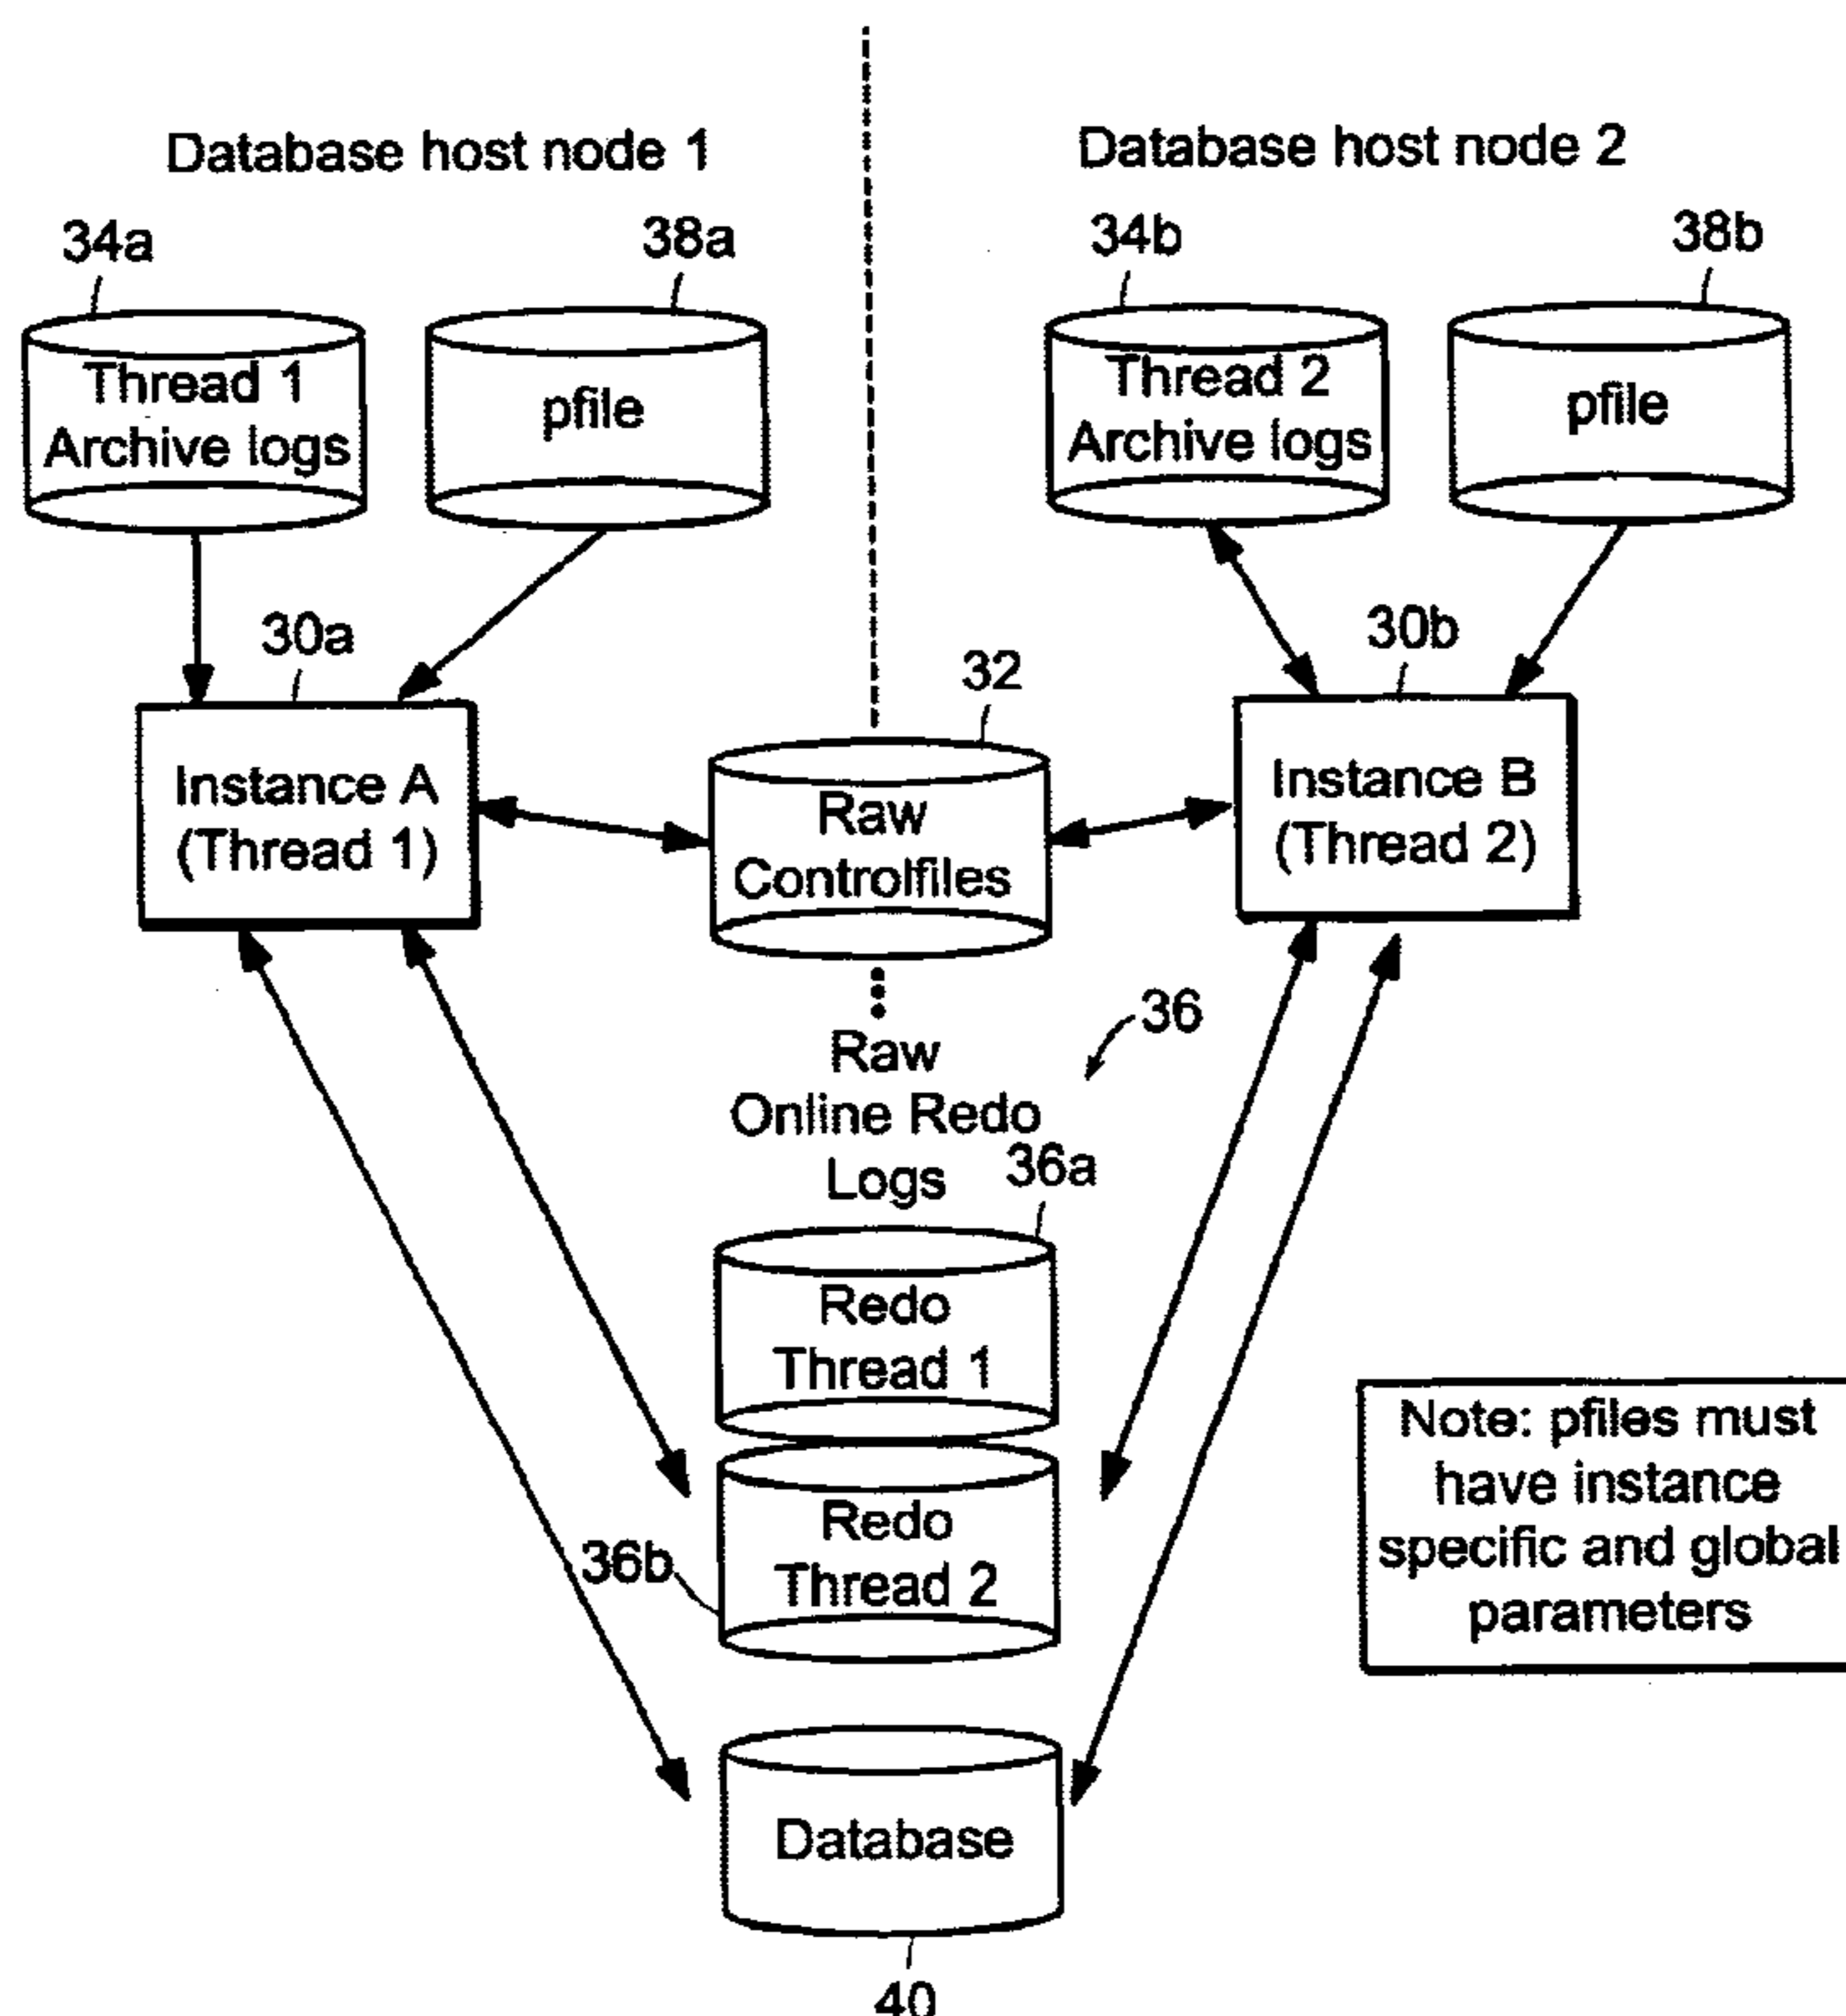 Database host node 1
Database host node 2
34a
38a
34b
38b
Thread 1
Archive logs
pfile
Thread 2
Archive logs
pfile
30a
32
30b
Instance A
(Thread 1)
Raw
Controlfiles
Instance B
(Thread 2)
36
Raw
Online Redo
Logs
36a
Redo
Thread 1
Redo
Thread 2
36b
Note: pfiles must
have instance
specific and global
parameters
Database
40